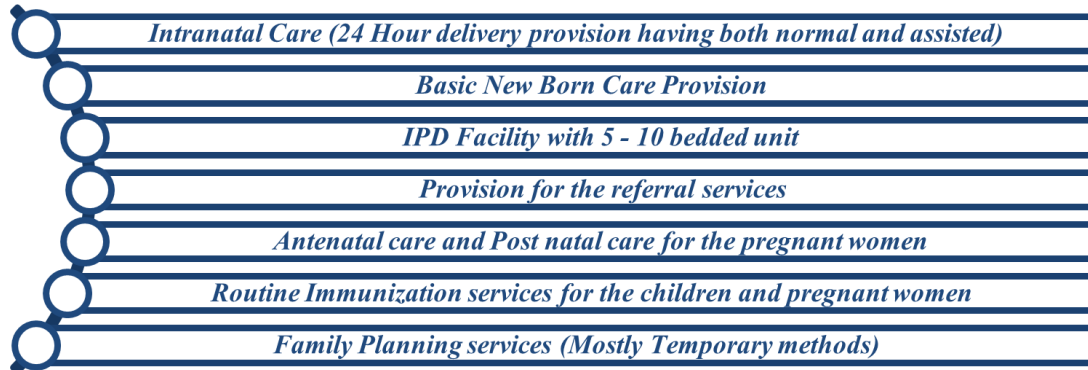 Intranatal Care (24 Hour delivery provision having both normal and assisted)
Basic New Born Care Provision
IPD Facility with 5 - 10 bedded unit
Provision for the referral services
Antenatal care and Post natal care for the pregnant women
Routine Immunization services for the children and pregnant women
Family Planning services (Mostly Temporary methods)